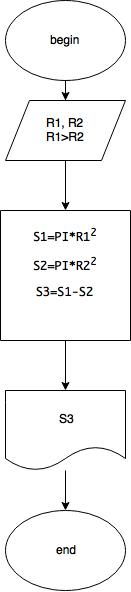 begin
R1, R2
R1>R2
S1=PI*R1²
S2=PI*R2²
S3=S1-S2
S3
end